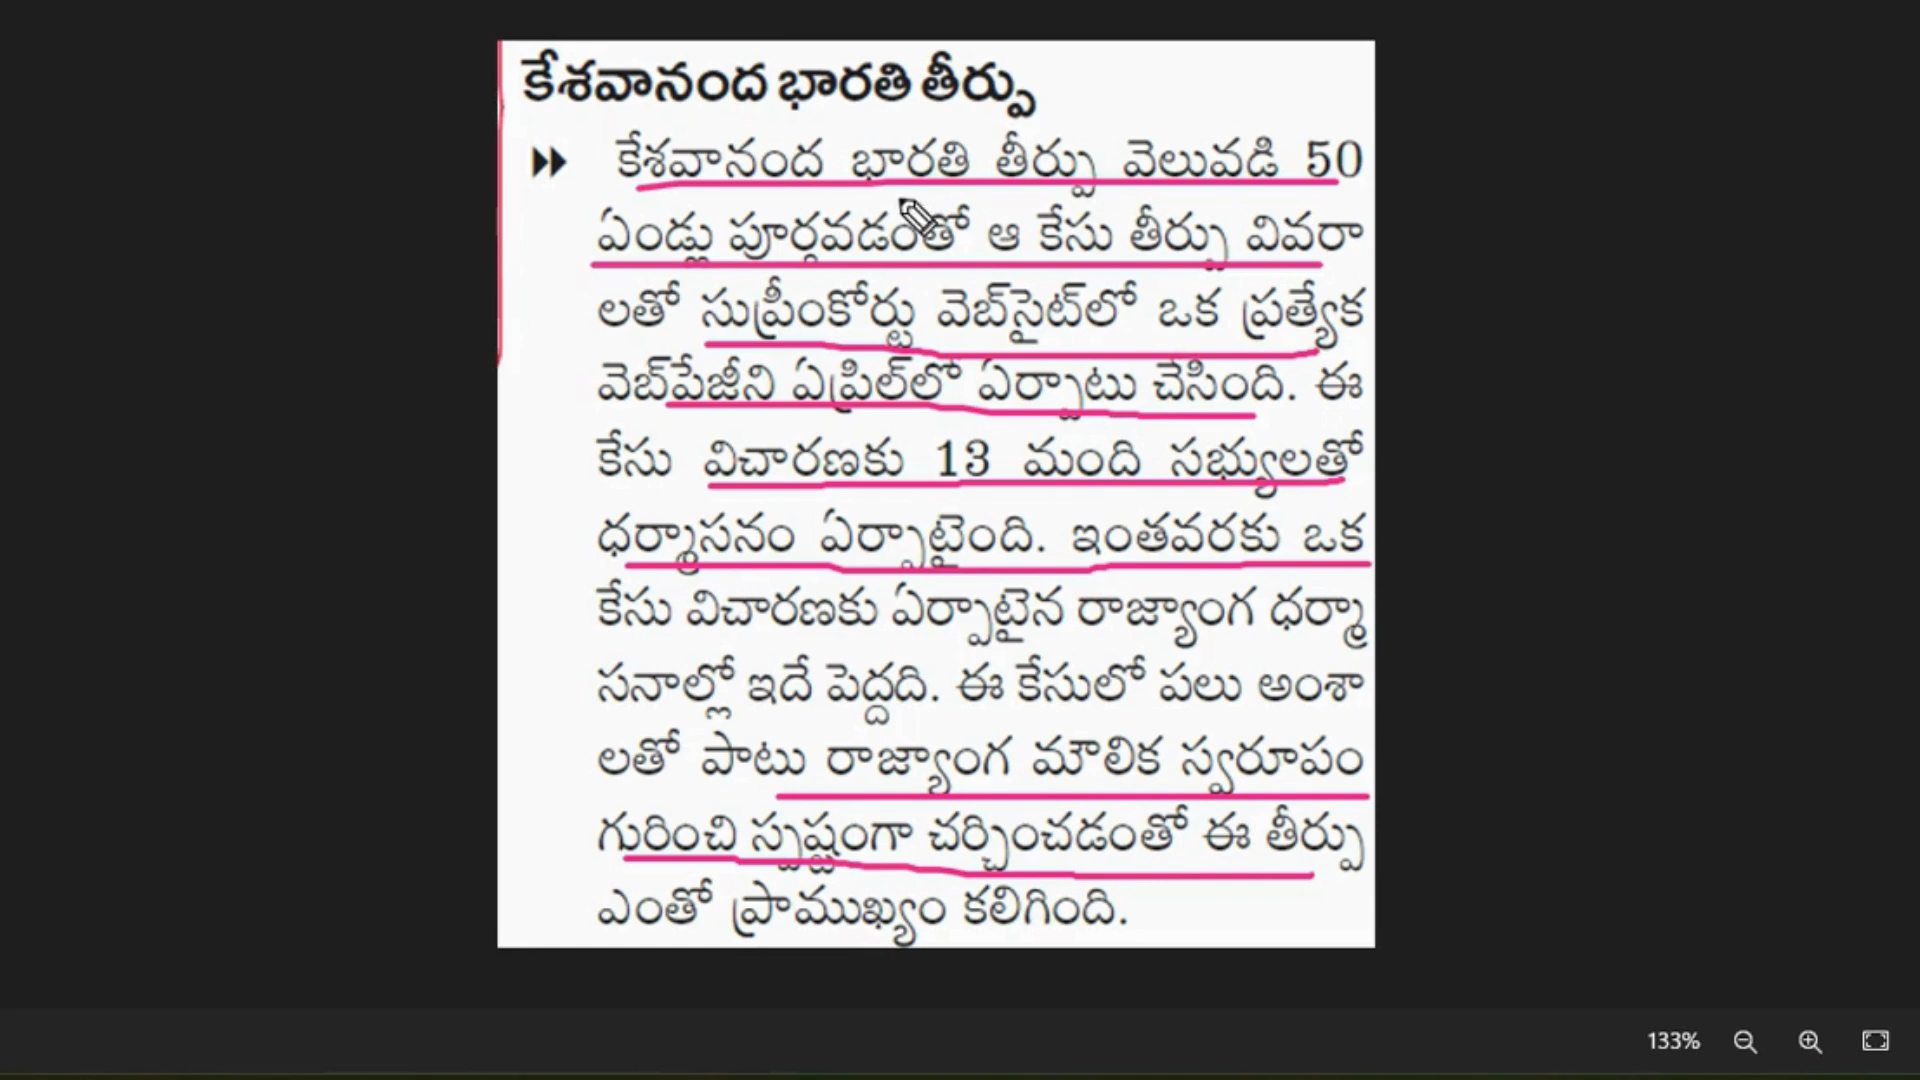 కేశవానంద భారతి తీర్పు
కేశవానంద భారతి తీర్పు వెలువడి 50
ఏండ్లు పూర్తవడంతో ఆ కేసు తీర్పు వివరా
లతో సుప్రీంకోర్టు వెబ్‌సైట్‌లో ఒక ప్రత్యేక
వెబ్‌పేజీని ఏప్రిల్‌లో ఏర్పాటు చేసింది. ఈ
కేసు విచారణకు 13 మంది సభ్యులతో
ధర్మాసనం ఏర్పాటైంది. ఇంతవరకు ఒక
కేసు విచారణకు ఏర్పాటైన రాజ్యాంగ ధర్మా
సనాల్లో ఇదే పెద్దది. ఈ కేసులో పలు అంశా
లతో పాటు రాజ్యాంగ మౌలిక స్వరూపం
గురించి స్పష్టంగా చర్చించడంతో ఈ తీర్పు
ఎంతో ప్రాముఖ్యం కలిగింది.
133%